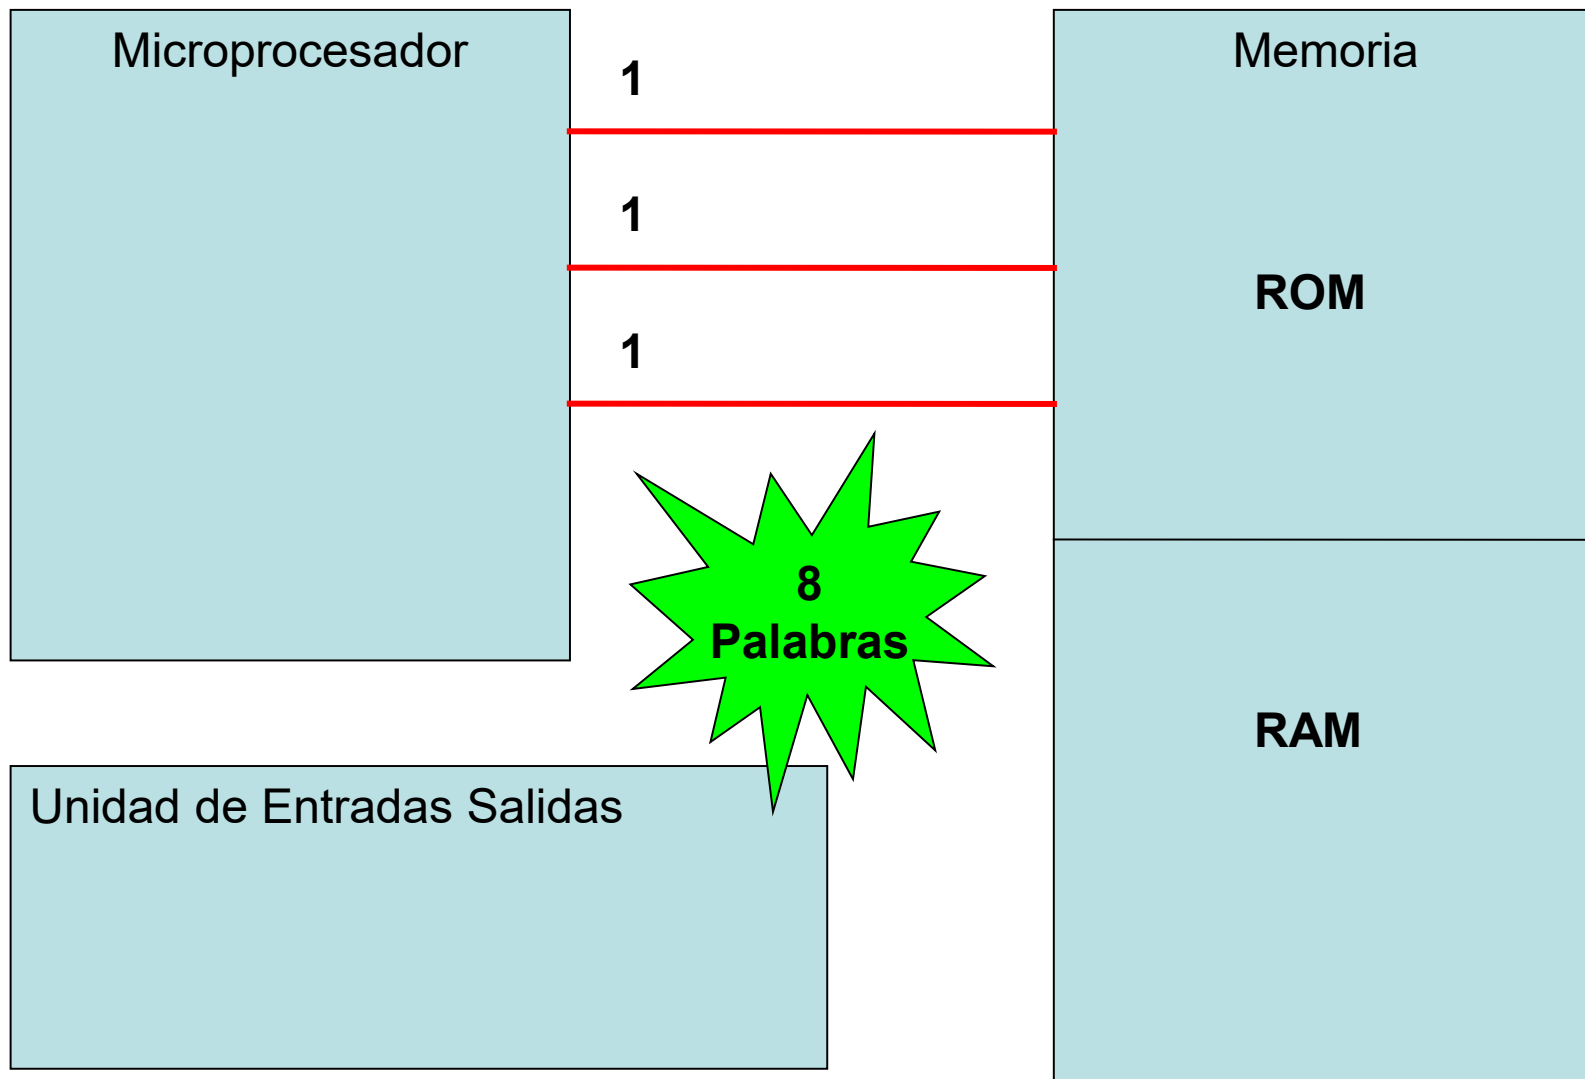 Microprocesador
1
1
1
Memoria
ROM
8
Palabras
RAM
Unidad de Entradas Salidas